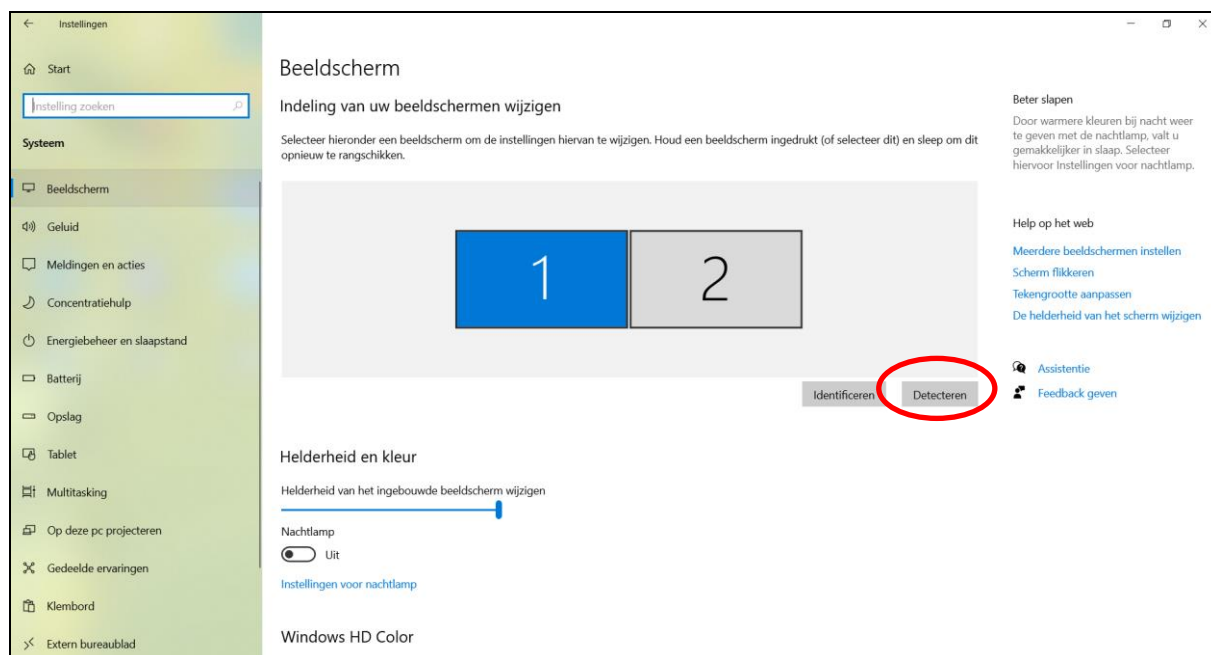 Instellingen
Start
Instelling zoeken
Systeem
Beeldscherm
Geluid
Meldingen en acties
Concentratiehulp
Energiebeheer en slaapstand
Batterij
Opslag
Tablet
Multitasking
Op deze pc projecteren
Gedeelde ervaringen
Klembord
Extern bureaublad
Beeldscherm
Indeling van uw beeldschermen wijzigen
Selecteer hieronder een beeldscherm om de instellingen hiervan te wijzigen. Houd een beeldscherm ingedrukt (of selecteer dit) en sleep om dit
opnieuw te rangschikken.
1
2
Identificeren
Detecteren
Helderheid en kleur
Helderheid van het ingebouwde beeldscherm wijzigen
Nachtlamp
Uit
Instellingen voor nachtlamp
Windows HD Color
Beter slapen
Door warmere kleuren bij nacht weer
te geven met de nachtlamp, valt u
gemakkelijker in slaap. Selecteer
hiervoor Instellingen voor nachtlamp.
Help op het web
Meerdere beeldschermen instellen
Scherm flikkeren
Tekengrootte aanpassen
De helderheid van het scherm wijzigen
Assistentie
Feedback geven